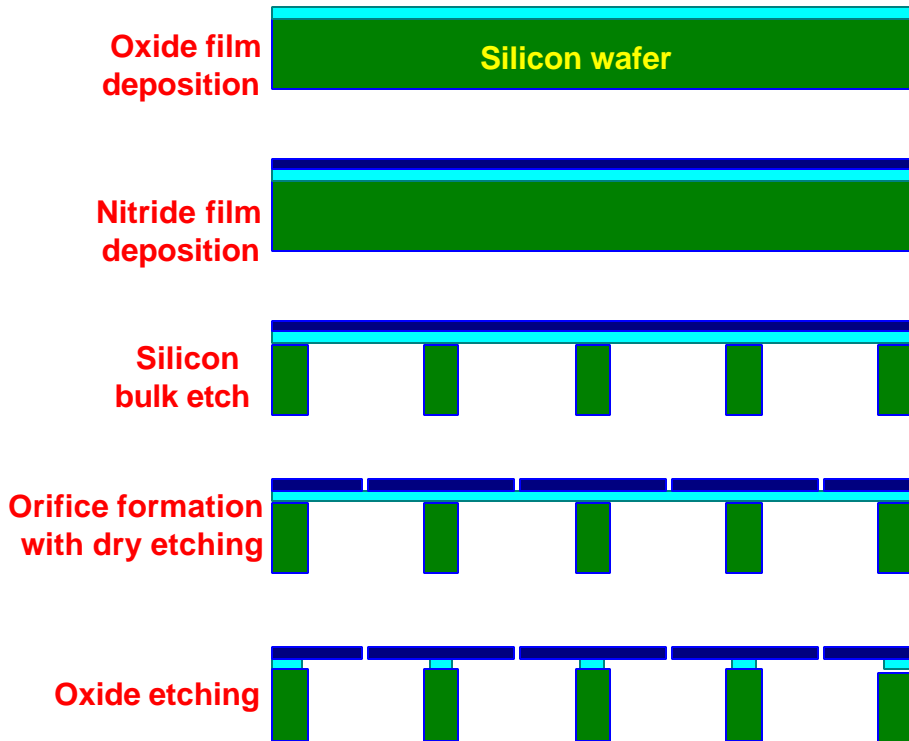 Oxide film
deposition
Silicon wafer
Nitride film
deposition
Silicon
bulk etch
Orifice formation
with dry etching
Oxide etching